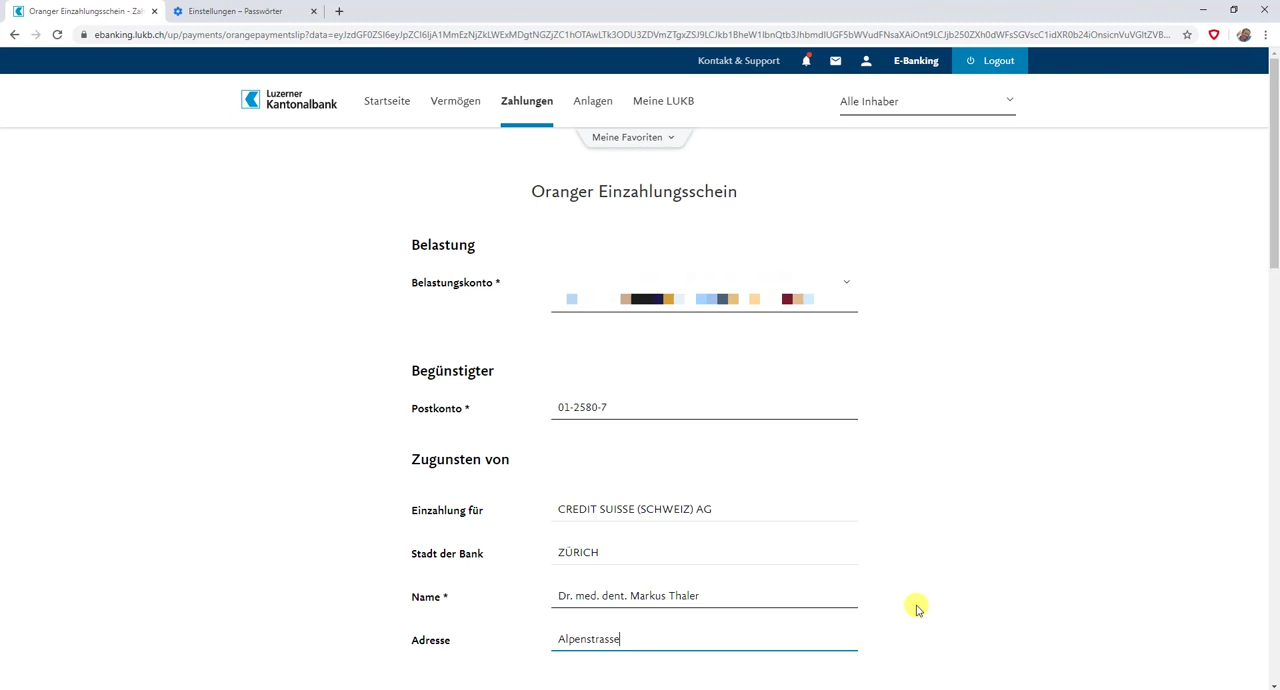 Oranger Einzahlungsschein - Za
Einstellungen – Passwörter
Kontakt & Support
E-Banking
Logout
Luzerner
Kantonalbank
Startseite
Vermögen
Zahlungen
Anlagen
Meine LUKB
Alle Inhaber
Meine Favoriten
Oranger Einzahlungsschein
Belastung
Belastungskonto *
Begünstigter
Postkonto *
01-2580-7
Zugunsten von
Einzahlung für
CREDIT SUISSE (SCHWEIZ) AG
Stadt der Bank
ZÜRICH
Name *
Dr. med. dent. Markus Thaler
Adresse
Alpenstrasse